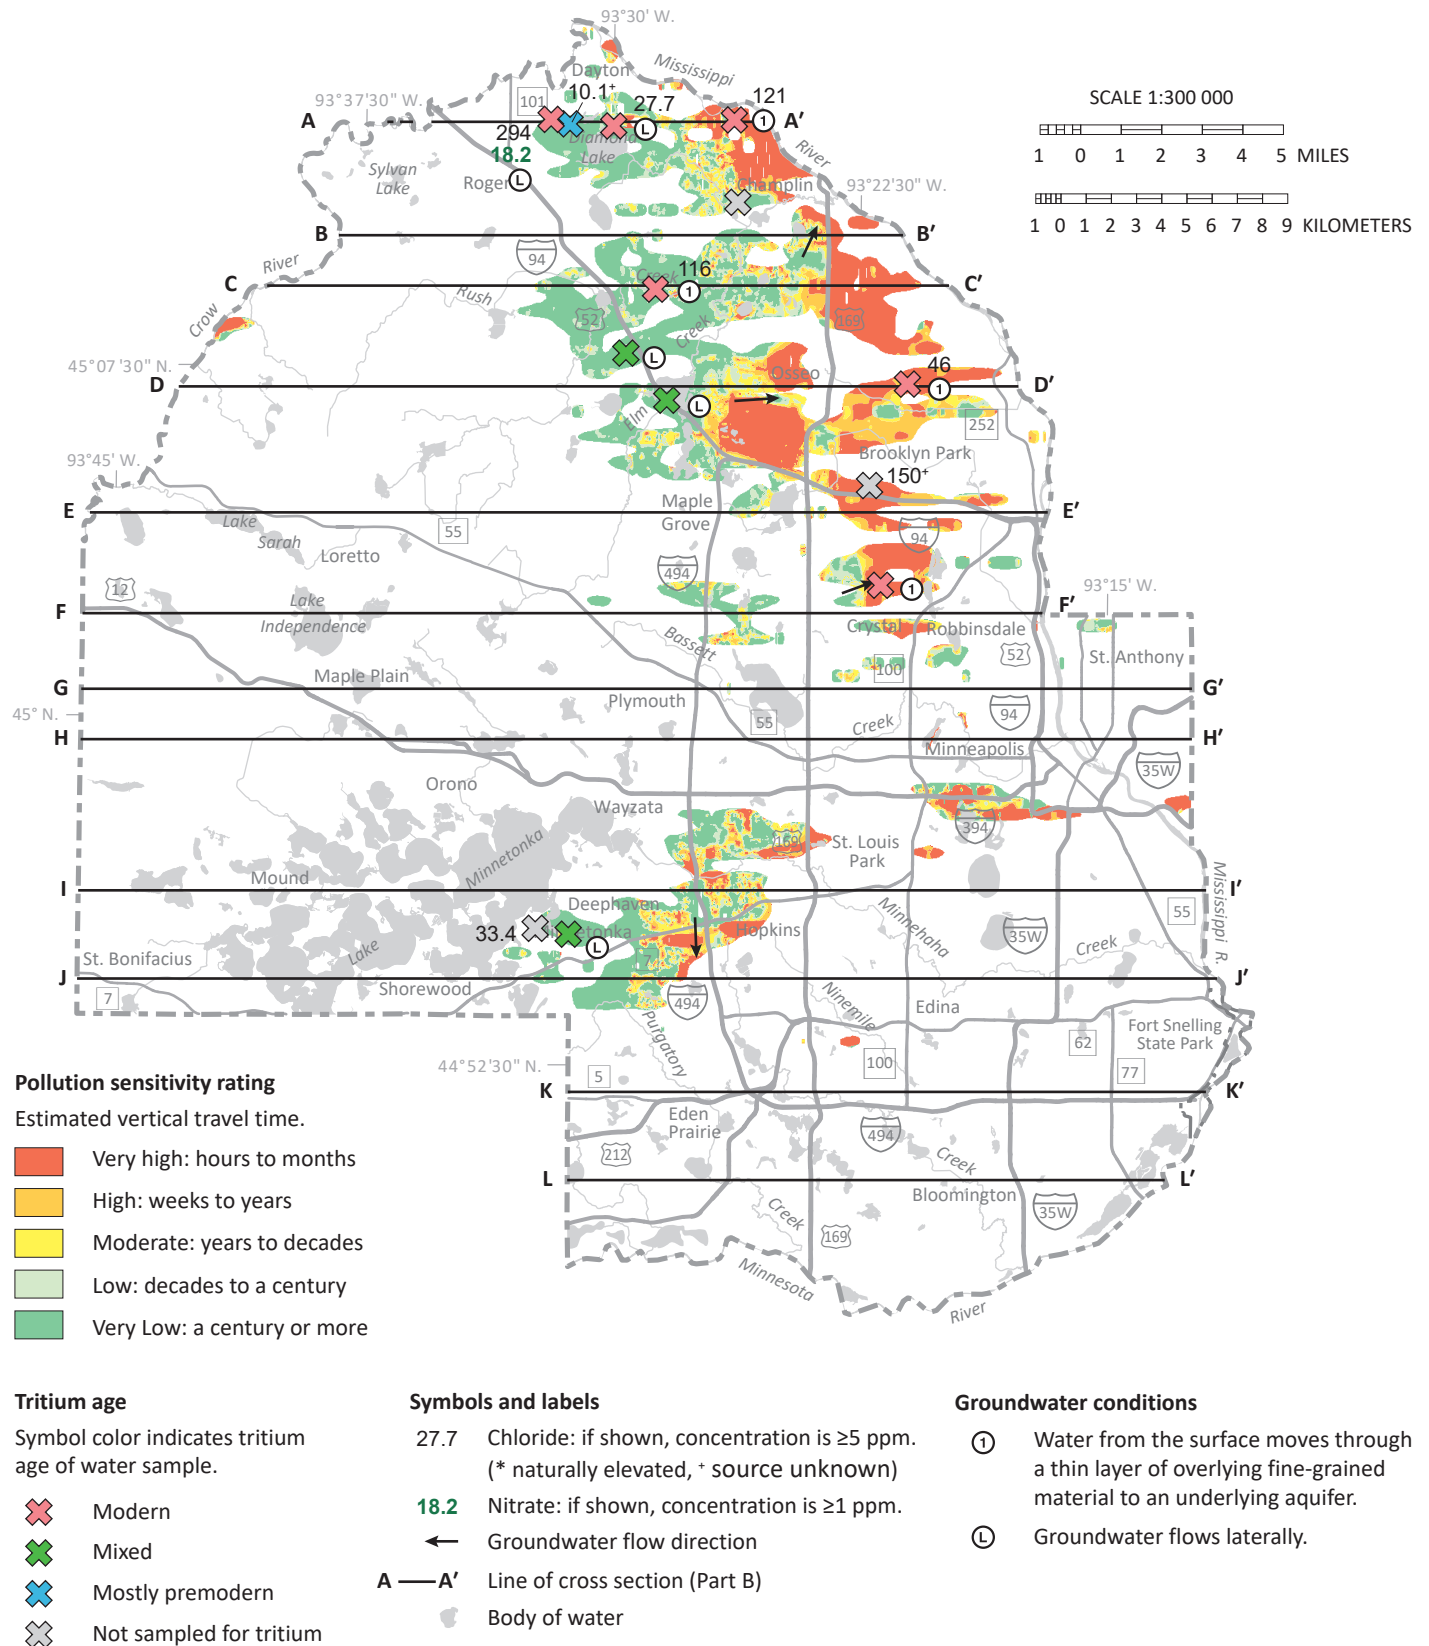 93°30' W.
Mississippi
Dayton
93°37'30" W.
101
10.1+
27.7
121
A
1
A'
L
294
18.2
Diamond
Lake
River
SCALE 1:300 000
1 0 1 2 3 4 5 MILES
1 0 1 2 3 4 5 6 7 8 9 KILOMETERS
Sylvan
Lake
Roger
L
Champlin
93°22'30" W.
B
B'
94
River
Creek
116
C
1
C'
Rush
Crow
52
Creek
169
L
45°07'30" N.
Osseo
46
D
1
D'
Elm
L
252
93°45' W.
Brooklyn Park
150+
Maple
Grove
E
Lake
Sarah
E'
55
94
Loretto
494
12
1
93°15' W.
F
Lake
Independence
F'
Bassett
Crystal
Robbinsdale
52
St. Anthony
100
Maple Plain
G
G'
Plymouth
45° N.
55
94
Creek
H
Minneapolis
H'
35W
Orono
Wayzata
394
169
St. Louis
Park
Minnetonka
Mound
I
I'
Mississippi R.
Deephaven
55
33.4
L
Hopkins
Minnehaha
35W
Creek
Lake
St. Bonifacius
7
J
J'
7
Shorewood
494
Ninemile
Edina
Purgatory
62
Fort Snelling
State Park
44°52'30" N.
5
100
77
K
K'
Eden
Prairie
494
212
Creek
L
L'
Bloomington
Creek
35W
169
Minnesota
River
Pollution sensitivity rating
Estimated vertical travel time.
Very high: hours to months
High: weeks to years
Moderate: years to decades
Low: decades to a century
Very Low: a century or more
Tritium age
Symbol color indicates tritium
age of water sample.
Modern
Mixed
Mostly premodern
Not sampled for tritium
Symbols and labels
27.7 Chloride: if shown, concentration is ≥5 ppm.
(* naturally elevated, + source unknown)
18.2 Nitrate: if shown, concentration is ≥1 ppm.
Groundwater flow direction
A A' Line of cross section (Part B)
Body of water
Groundwater conditions
1 Water from the surface moves through
a thin layer of overlying fine-grained
material to an underlying aquifer.
L Groundwater flows laterally.